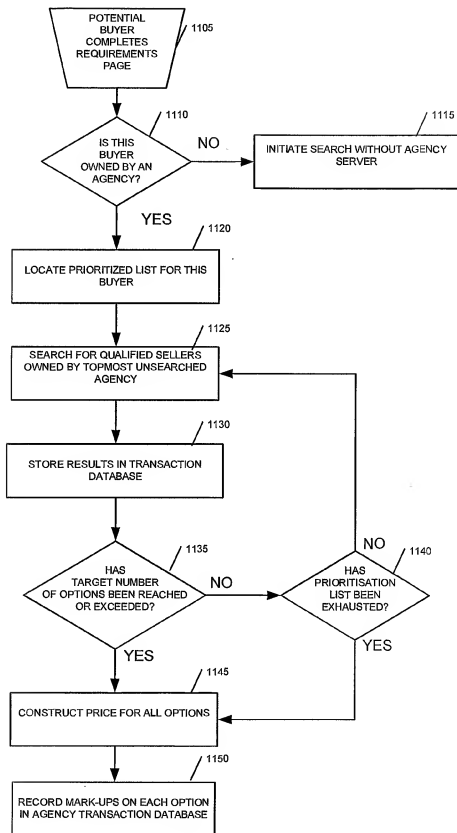 POTENTIAL
BUYER
COMPLETES
REQUIREMENTS
PAGE
1105
1110
IS THIS
BUYER
OWNED BY AN
AGENCY?
NO
1115
INITIATE SEARCH WITHOUT AGENCY
SERVER
YES
1120
LOCATE PRIORITIZED LIST FOR THIS
BUYER
1125
SEARCH FOR QUALIFIED SELLERS
OWNED BY TOPMOST UNSEARCHED
AGENCY
1130
STORE RESULTS IN TRANSACTION
DATABASE
1135
HAS
TARGET NUMBER
OF OPTIONS BEEN REACHED
OR EXCEEDED?
NO
NO
1140
HAS
PRIORITISATION
LIST BEEN
EXHAUSTED?
YES
YES
1145
CONSTRUCT PRICE FOR ALL OPTIONS
1150
RECORD MARK-UPS ON EACH OPTION
IN AGENCY TRANSACTION DATABASE